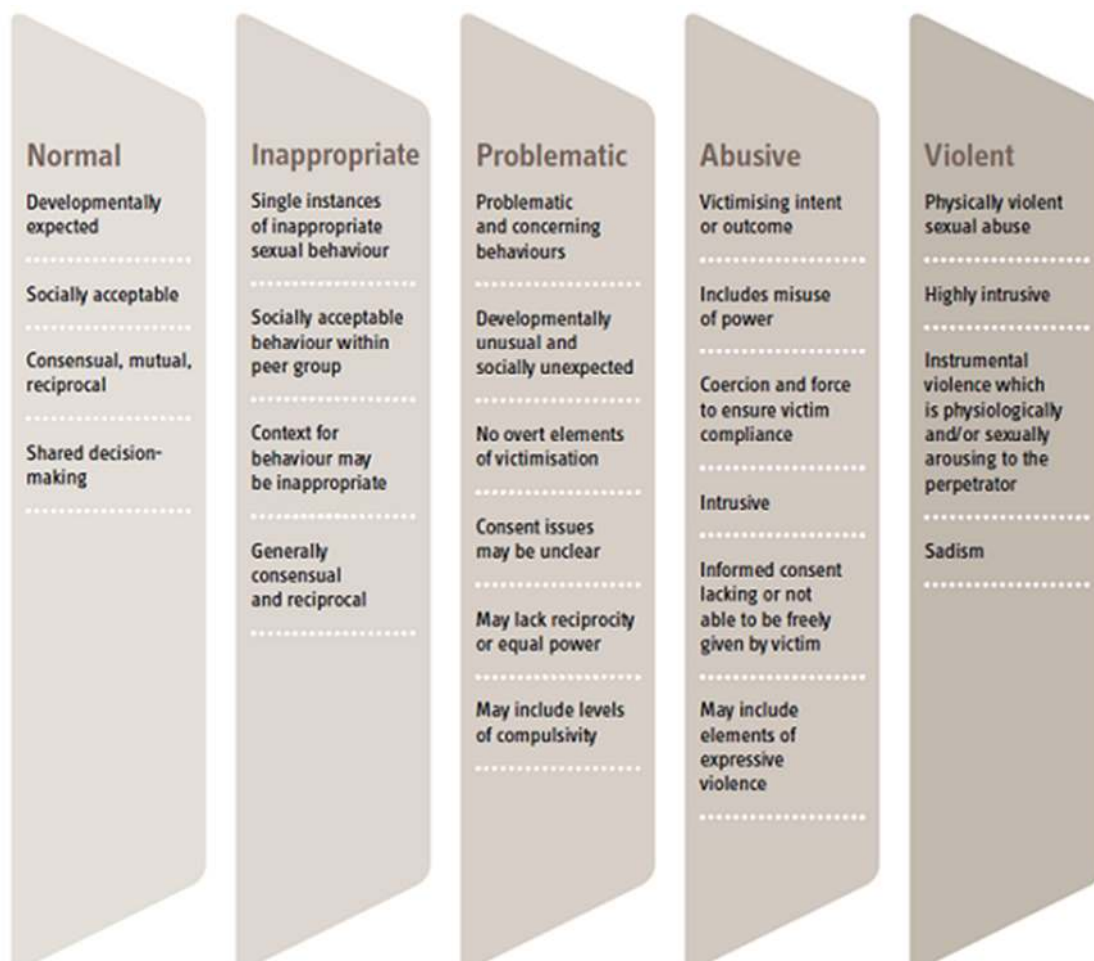 Normal
Developmentally
expected
Socially acceptable
Consensual, mutual,
reciprocal
Shared decision-
making
Inappropriate
Single instances
of inappropriate
sexual behaviour
Socially acceptable
behaviour within
peer group
Context for
behaviour may
be inappropriate
Generally
consensual
and reciprocal
Problematic
Problematic
and concerning
behaviours
Developmentally
unusual and
socially unexpected
No overt elements
of victimisation
Consent issues
may be unclear
May lack reciprocity
or equal power
May include levels
of compulsivity
Abusive
Victimising intent
or outcome
Includes misuse
of power
Coercion and force
to ensure victim
compliance
Intrusive
Informed consent
lacking or not
able to be freely
given by victim
May include
elements of
expressive
violence
Violent
Physically violent
sexual abuse
Highly intrusive
Instrumental
violence which
is physiologically
and/or sexually
arousing to the
perpetrator
Sadism